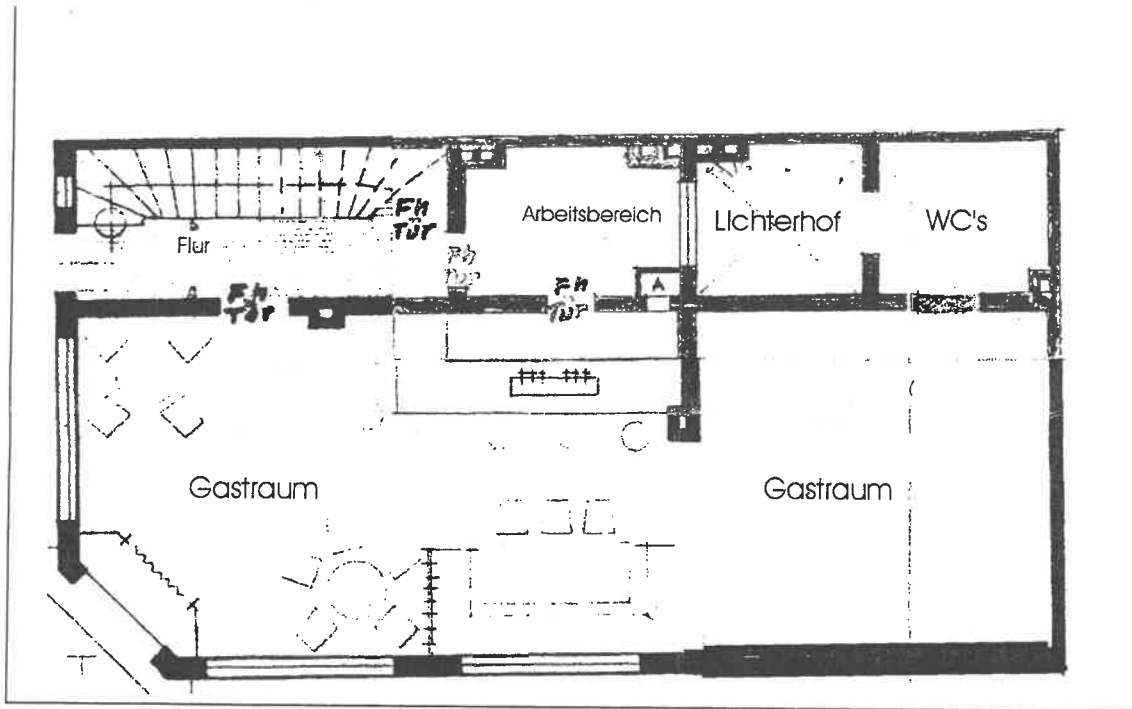 FH
TÜR
Arbeitsbereich
Lichterhof
WC's
Flur
FH
TÜR
FH
TÜR
FH
TÜR
A
Gastraum
Gastraum